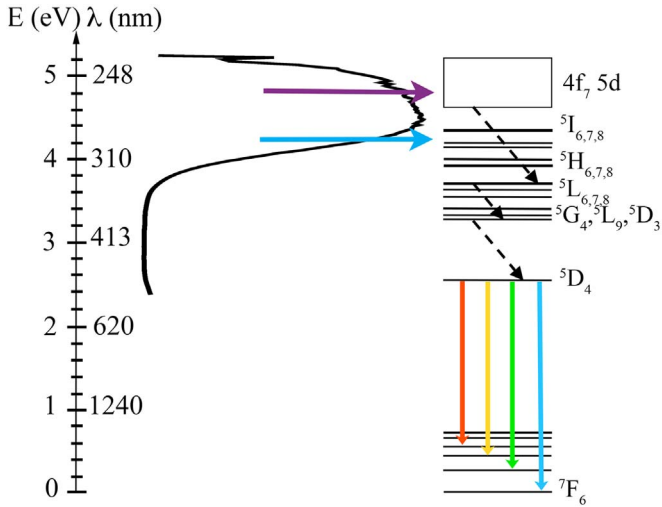 E (eV) λ (nm)
5 248
4f₇ 5d
⁵I₆,₇,₈
4 310
⁵H₆,₇,₈
⁵L₆,₇,₈
⁵G₄,⁵L₉,⁵D₃
3 413
⁵D₄
2 620
1 1240
0
⁷F₆